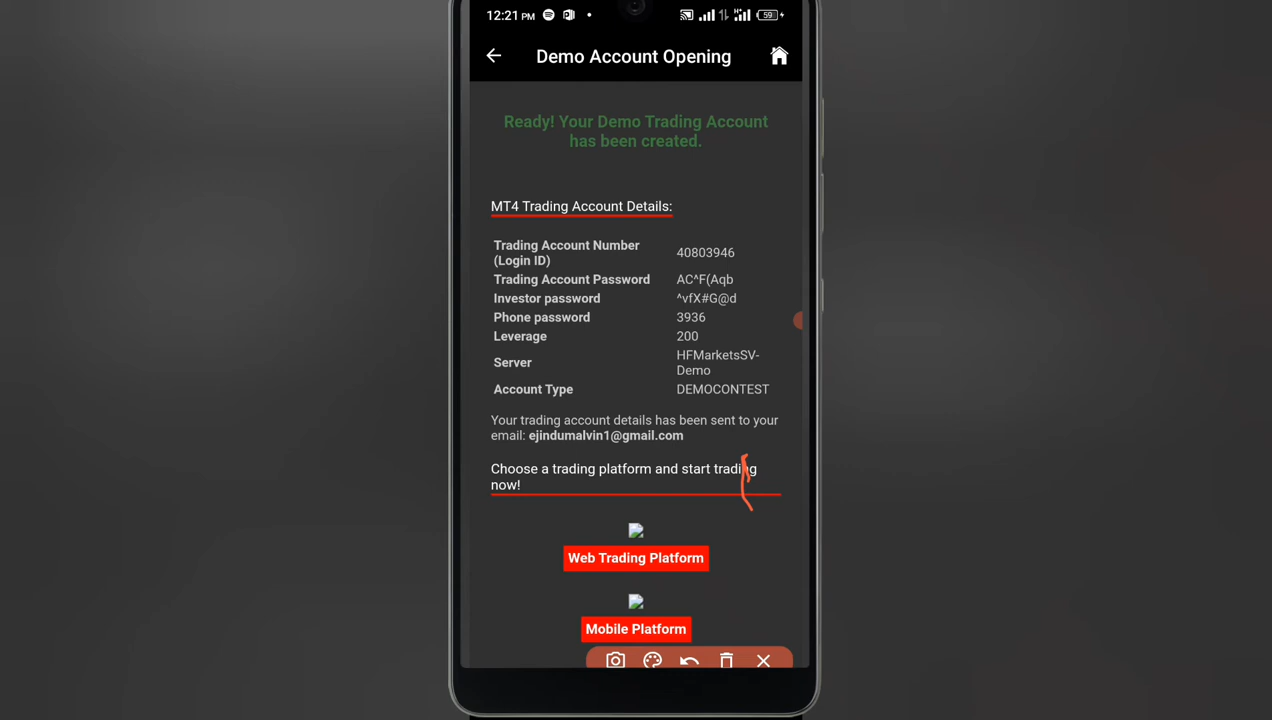 12:21 PM
59
Demo Account Opening
Ready! Your Demo Trading Account
has been created.
MT4 Trading Account Details:
Trading Account Number
(Login ID) 40803946
Trading Account Password AC^F(Aqb
Investor password ^vfX#G@d
Phone password 3936
Leverage 200
Server HFMarketsSV-
Demo
Account Type DEMOCONTEST
Your trading account details has been sent to your
email: ejindumalvin1@gmail.com
Choose a trading platform and start trading
now!
Web Trading Platform
Mobile Platform